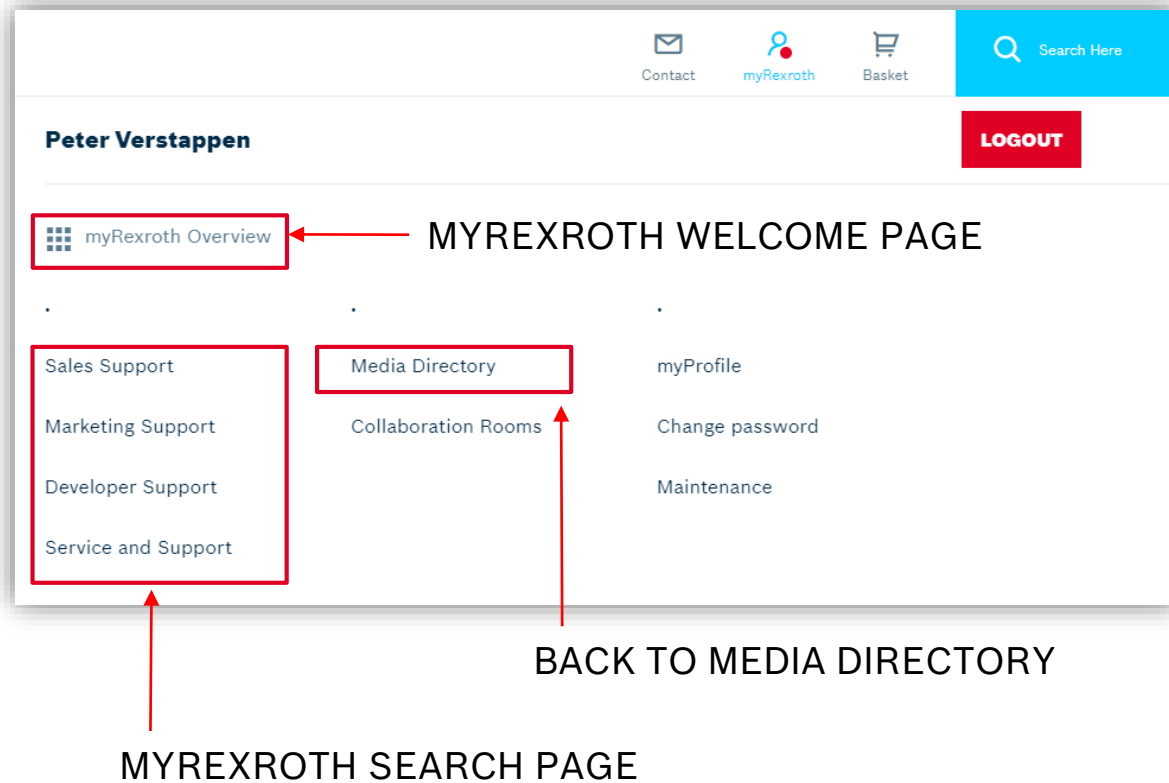 Contact myRexroth Basket Search Here
Peter Verstappen LOGOUT
myRexroth Overview MYREXROTH WELCOME PAGE
. . .
Sales Support Media Directory myProfile
Marketing Support Collaboration Rooms Change password
Developer Support Maintenance
Service and Support
BACK TO MEDIA DIRECTORY
MYREXROTH SEARCH PAGE